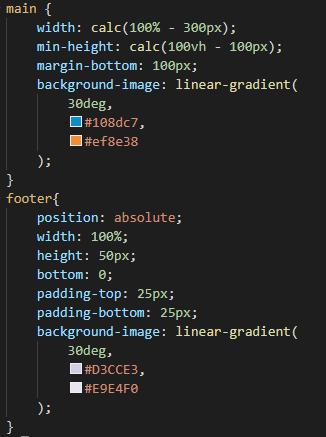 main {
    width: calc(100% - 300px);
    min-height: calc(100vh - 100px);
    margin-bottom: 100px;
    background-image: linear-gradient(
        30deg,
        #108dc7,
        #ef8e38
    );
}
footer{
    position: absolute;
    width: 100%;
    height: 50px;
    bottom: 0;
    padding-top: 25px;
    padding-bottom: 25px;
    background-image: linear-gradient(
        30deg,
        #D3CCE3,
        #E9E4F0
    );
}